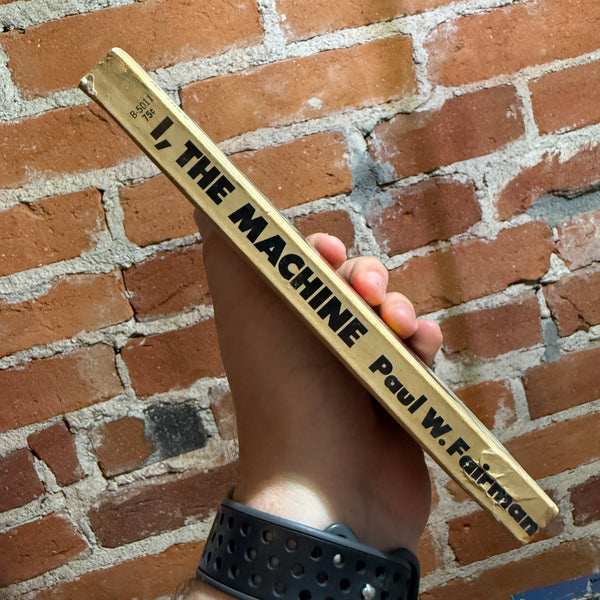 B-5011
75¢
I, THE MACHINE Paul W. Fairman